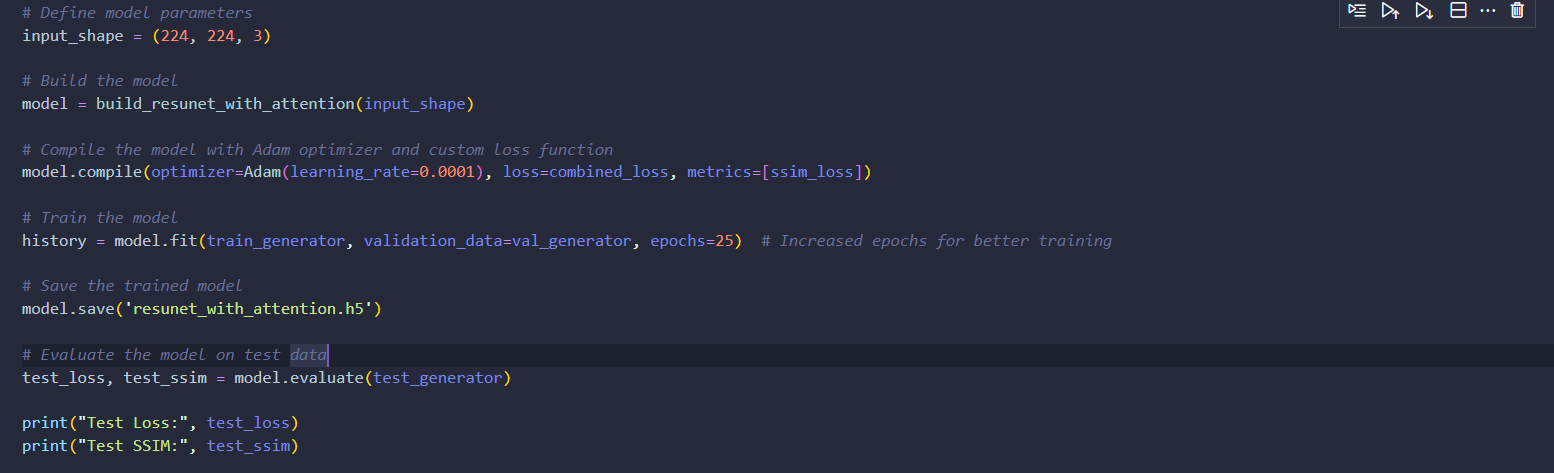 # Define model parameters
input_shape = (224, 224, 3)
# Build the model
model = build_resunet_with_attention(input_shape)
# Compile the model with Adam optimizer and custom loss function
model.compile(optimizer=Adam(learning_rate=0.0001), loss=combined_loss, metrics=[ssim_loss])
# Train the model
history = model.fit(train_generator, validation_data=val_generator, epochs=25)  # Increased epochs for better training
# Save the trained model
model.save('resunet_with_attention.h5')
# Evaluate the model on test data
test_loss, test_ssim = model.evaluate(test_generator)
print("Test Loss:", test_loss)
print("Test SSIM:", test_ssim)